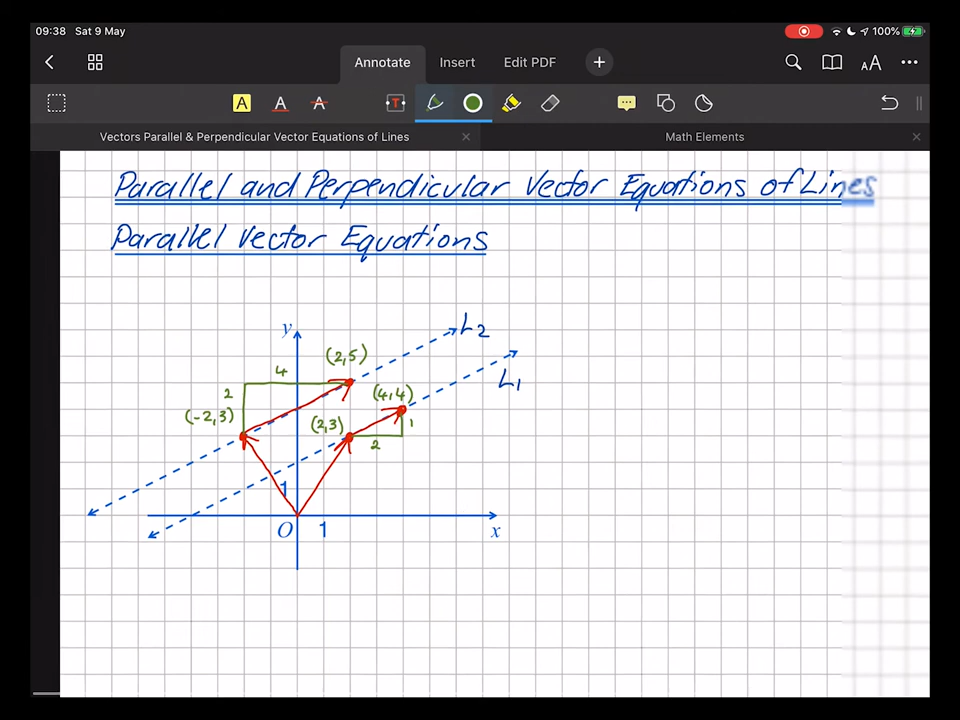 09:38 Sat 9 May 100%
Annotate Insert Edit PDF
A A A T AA
Vectors Parallel & Perpendicular Vector Equations of Lines
Math Elements
Parallel and Perpendicular Vector Equations of Lines
Parallel Vector Equations
y
L2
(2,5)
4
L1
2
(4,4)
(-2,3)
(2,3)
1
2
1
O 1 x